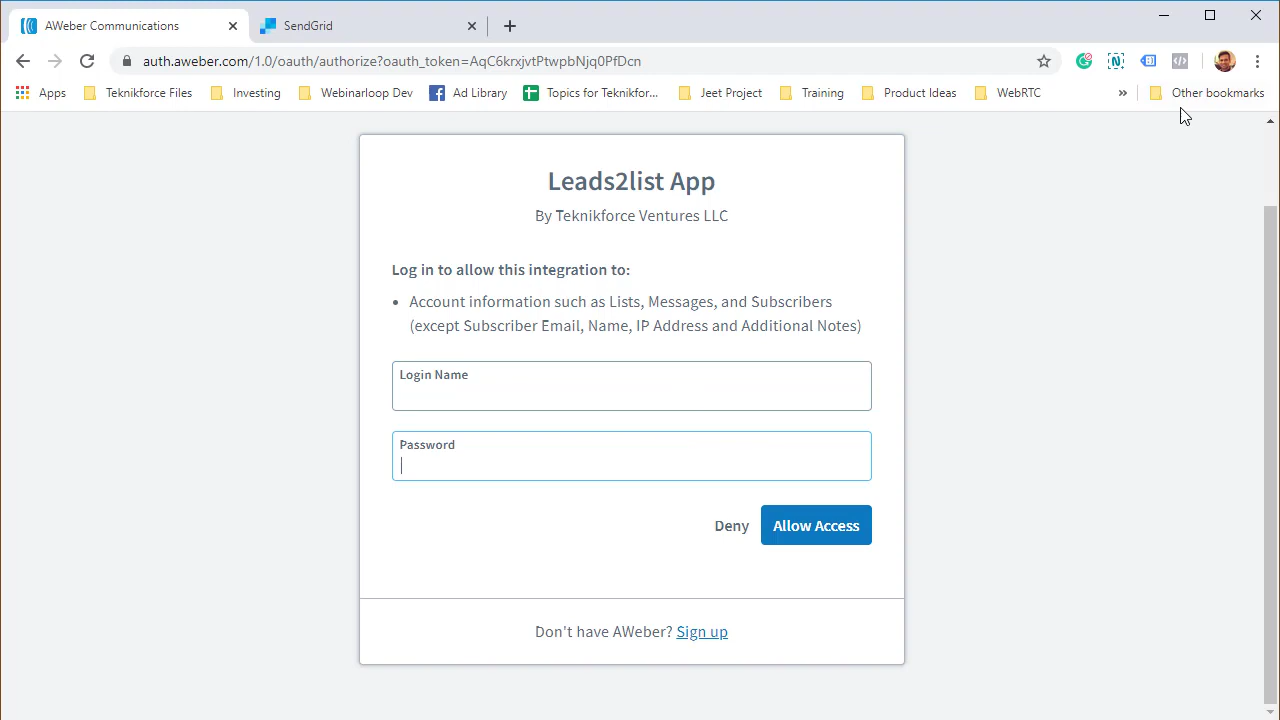 AWeber Communications
SendGrid
auth.aweber.com/1.0/oauth/authorize?oauth_token=AqC6krxjvtPtwpbNjq0PfDcn
Apps Teknikforce Files Investing Webinarloop Dev Ad Library Topics for Teknikfor... Jeet Project Training Product Ideas WebRTC » Other bookmarks
Leads2list App
By Teknikforce Ventures LLC
Log in to allow this integration to:
• Account information such as Lists, Messages, and Subscribers
(except Subscriber Email, Name, IP Address and Additional Notes)
Login Name
Password
Deny Allow Access
Don't have AWeber? Sign up